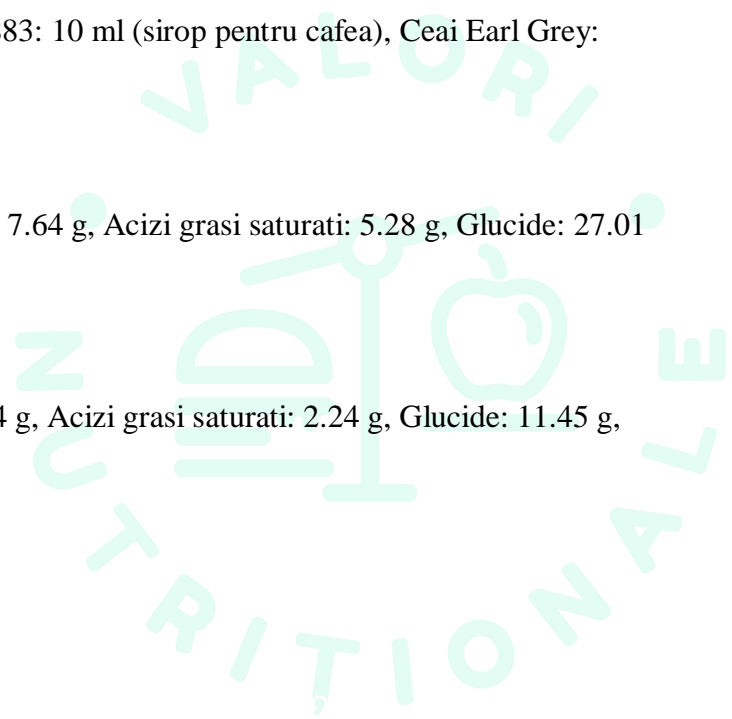 883: 10 ml (sirop pentru cafea), Ceai Earl Grey:
7.64 g, Acizi grasi saturati: 5.28 g, Glucide: 27.01
4 g, Acizi grasi saturati: 2.24 g, Glucide: 11.45 g,
VALORI
NUTRIȚIONALE